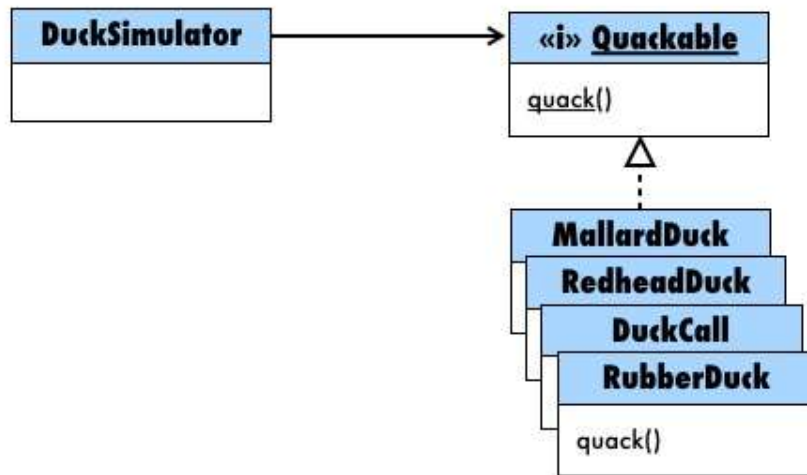 DuckSimulator
«i» Quackable
quack()
MallardDuck
RedheadDuck
DuckCall
RubberDuck
quack()